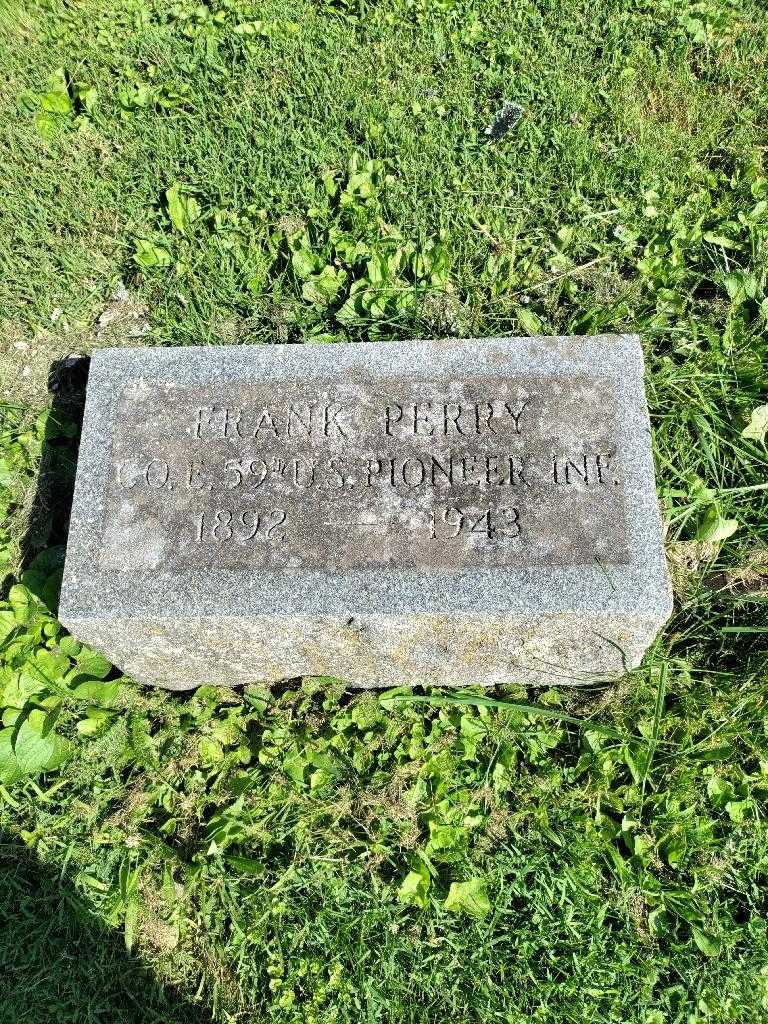 FRANK PERRY
CO. E. 59TH U.S. PIONEER INF.
1892 — 1943